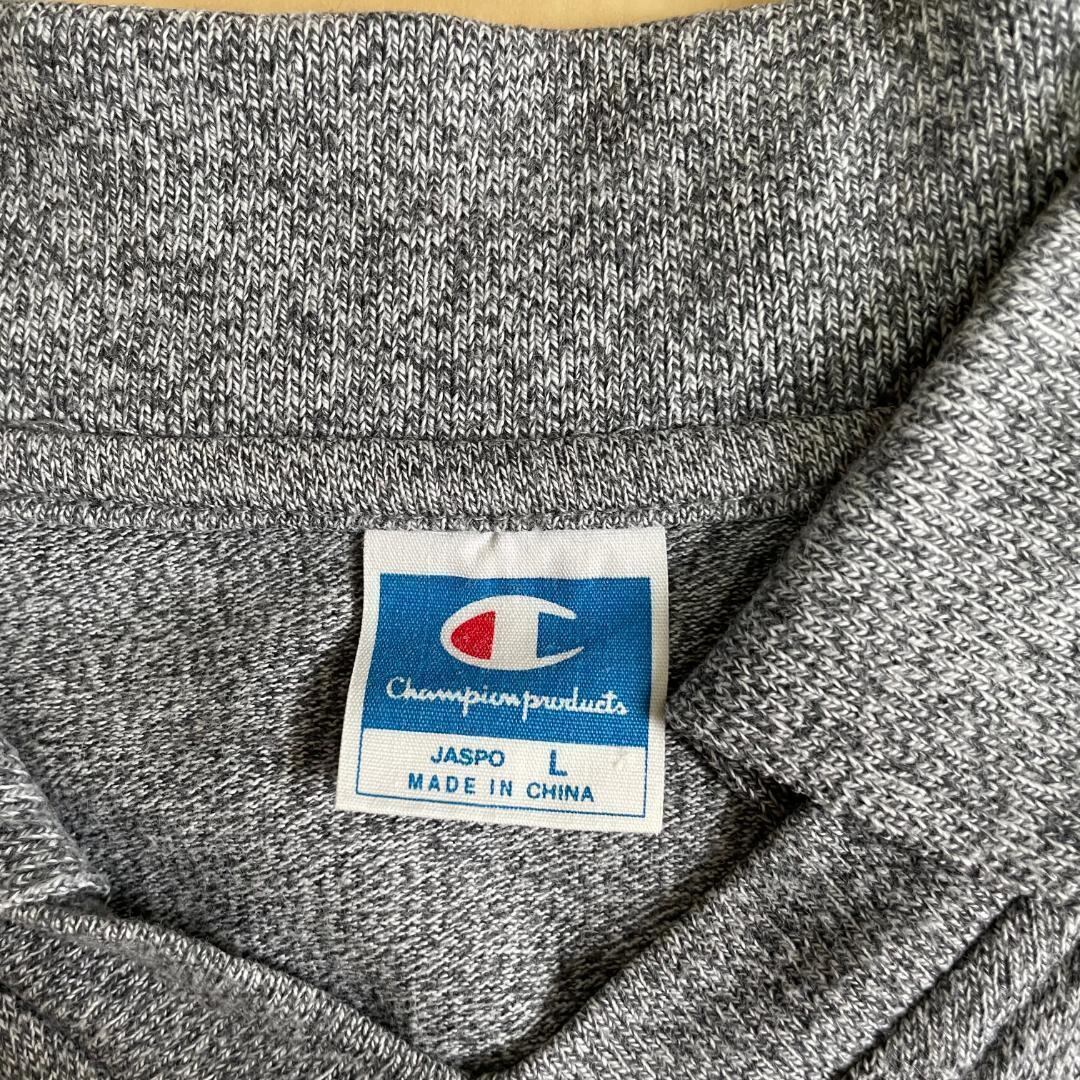 Champion products
JASPO L
MADE IN CHINA